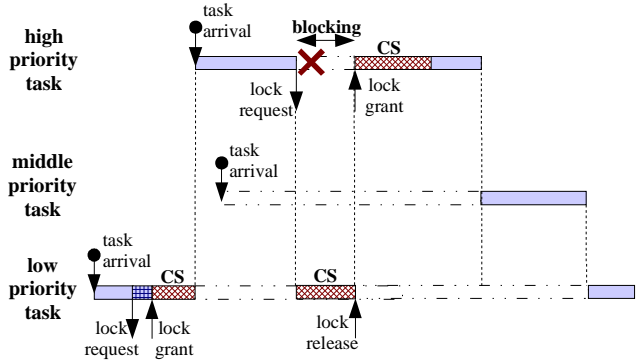 task
arrival
blocking
high
priority
task
CS
lock
request
lock
grant
middle
priority
task
task
arrival
low
priority
task
task
arrival
CS
CS
lock
request
lock
grant
lock
release